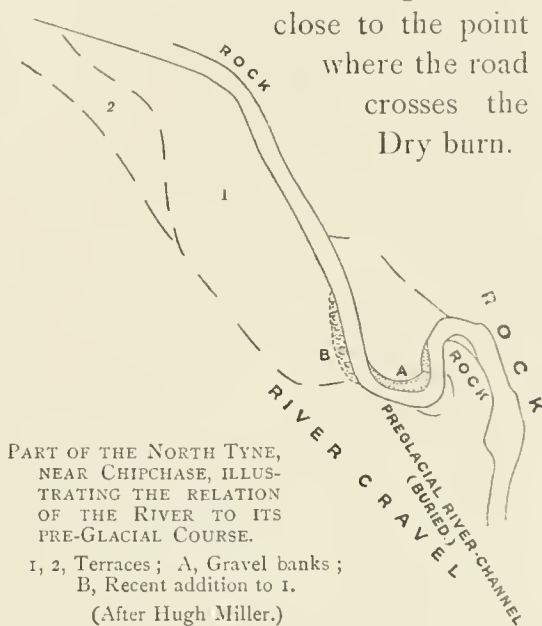 close to the point
where the road
crosses the
Dry burn.
ROCK
2
1
ROCK
B
A
ROCK
RIVER GRAVEL
PREGLACIAL RIVER-CHANNEL
(BURIED.)
PART OF THE NORTH TYNE,
NEAR CHIPCHASE, ILLUS-
TRATING THE RELATION
OF THE RIVER TO ITS
PRE-GLACIAL COURSE.
1, 2, Terraces; A, Gravel banks;
B, Recent addition to 1.
(After Hugh Miller.)